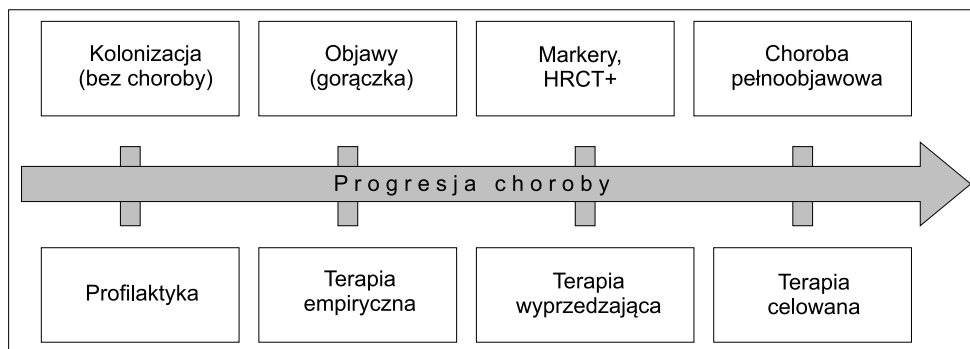 Kolonizacja
(bez choroby)
Objawy
(gorączka)
Markery,
HRCT+
Choroba
pełnoobjawowa
Progresja choroby
Profilaktyka
Terapia
empiryczna
Terapia
wyprzedzająca
Terapia
celowana